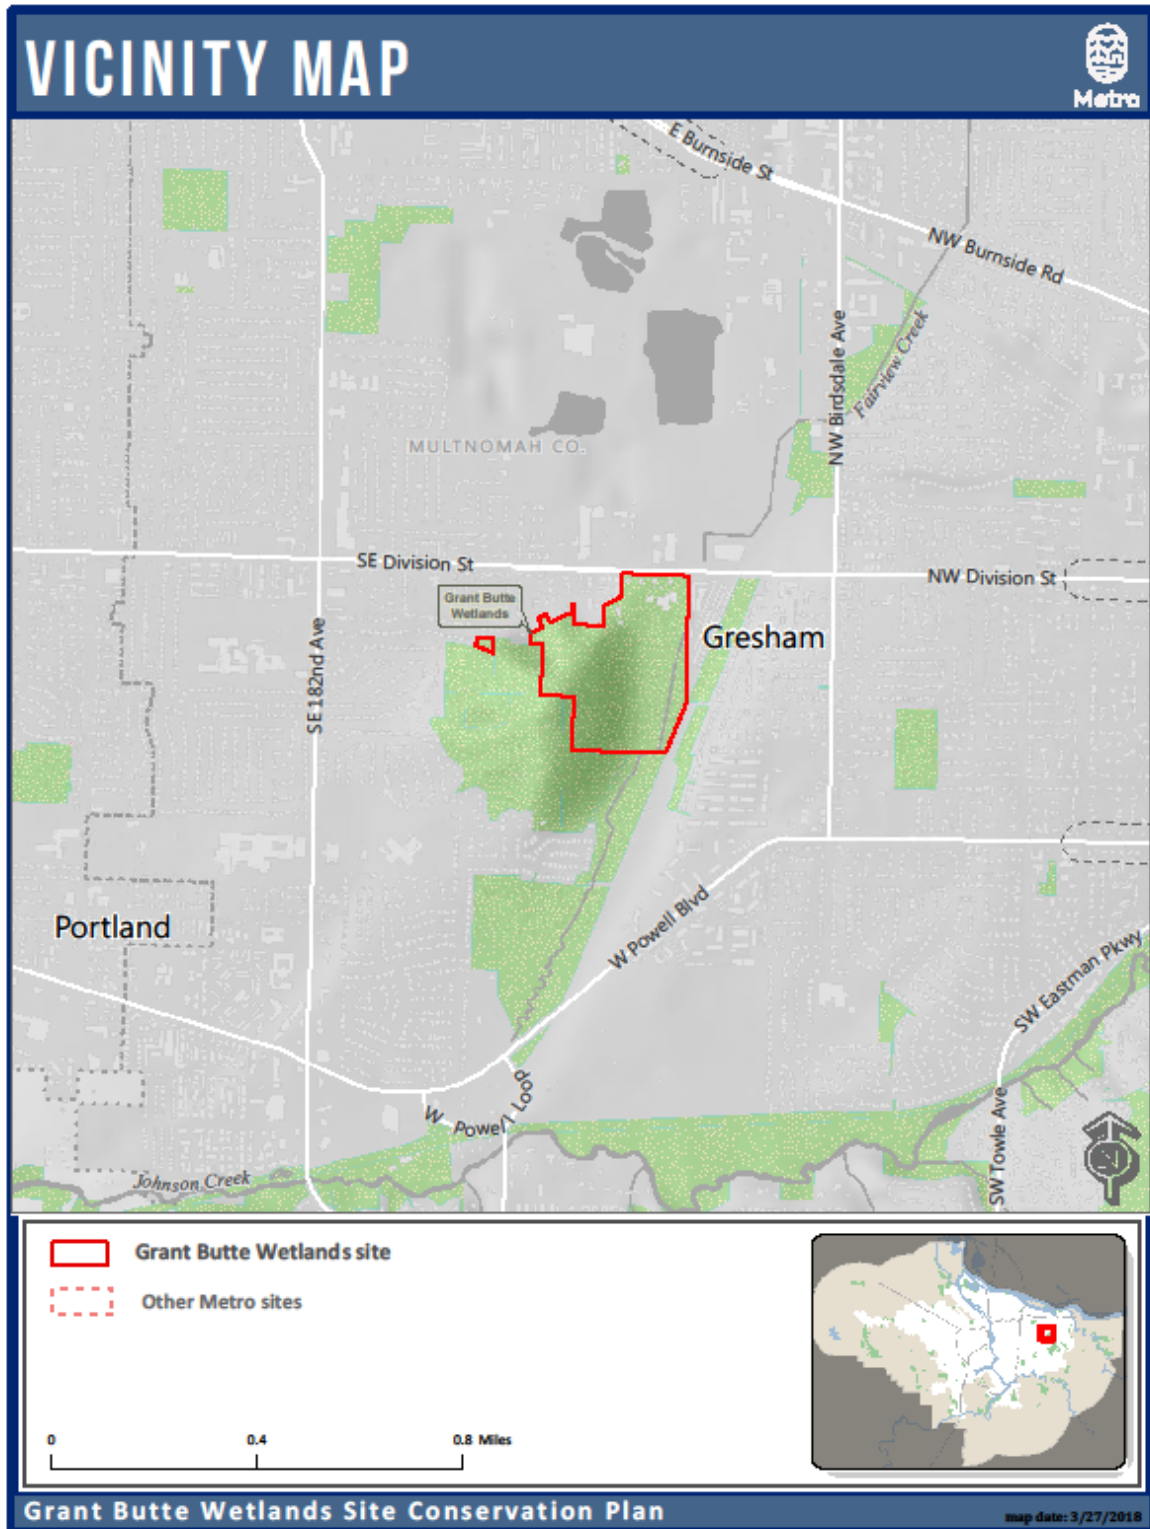 VICINITY MAP
Metro
E Burnside St
NW Burnside Rd
NW Birdsdale Ave
Fairview Creek
MULTNOMAH CO.
SE Division St
NW Division St
Grant Butte
Wetlands
Gresham
SE 182nd Ave
Portland
W Powell Blvd
SW Eastman Pkwy
W Powell Loop
SW Towle Ave
Johnson Creek
Grant Butte Wetlands site
Other Metro sites
0 0.4 0.8 Miles
Grant Butte Wetlands Site Conservation Plan
map date: 3/27/2018